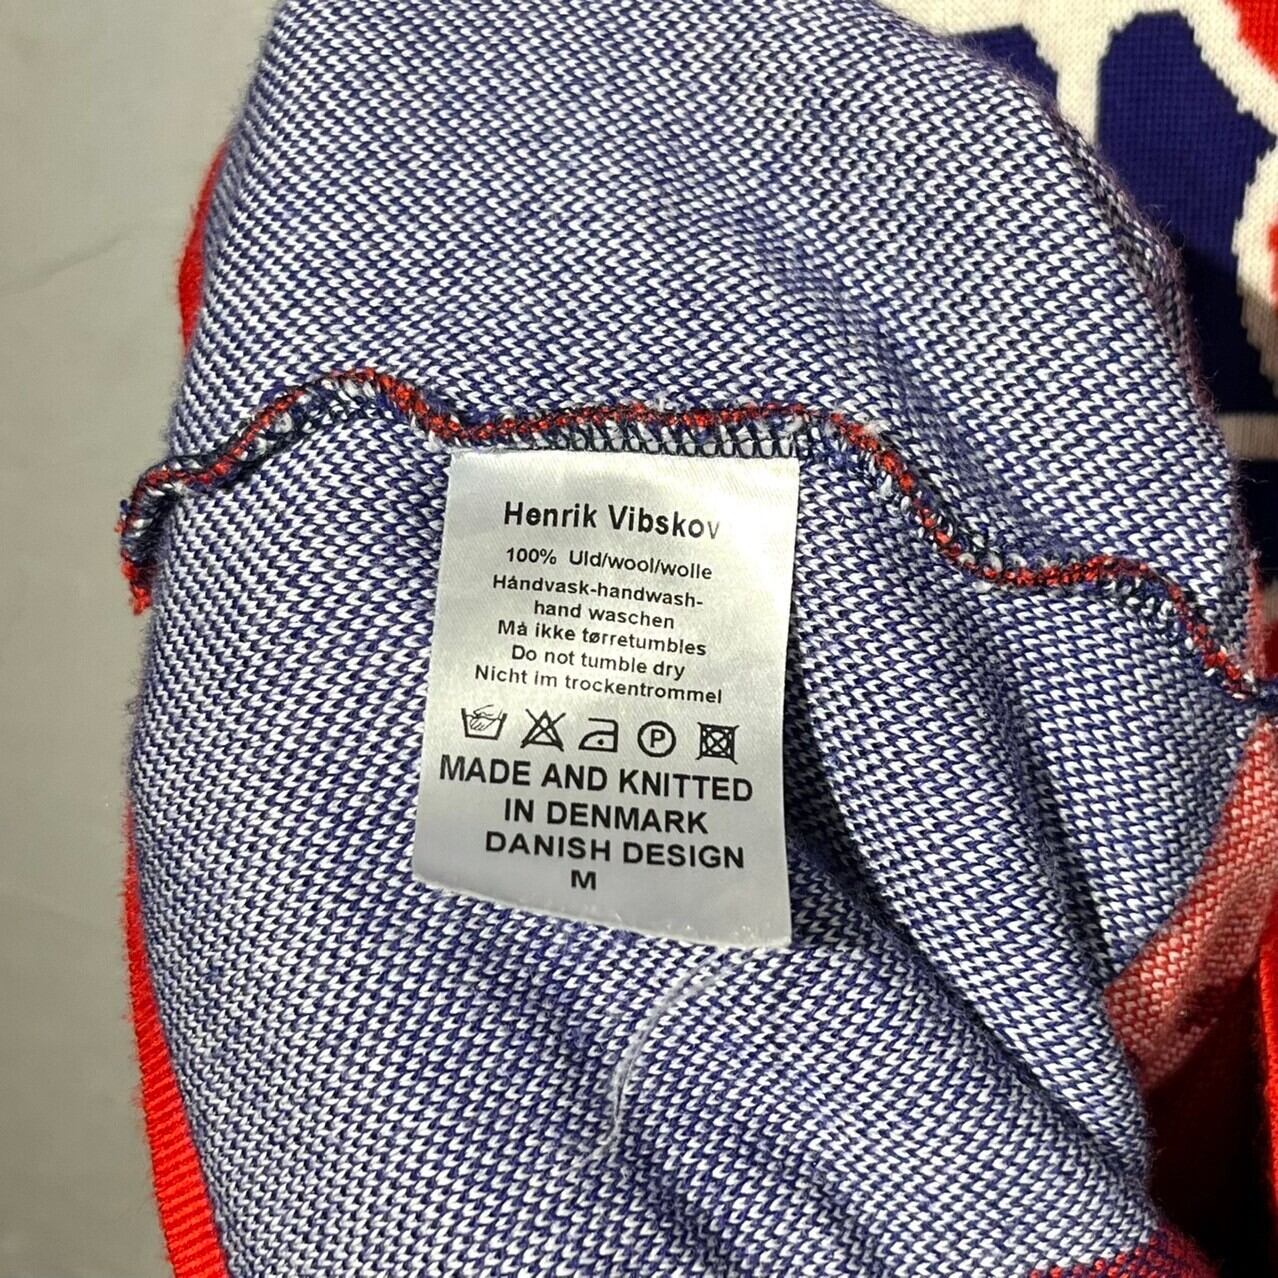 Henrik Vibskov
100% Uld/wool/wolle
Håndvask-handwash-
hand waschen
Må ikke tørretumbles
Do not tumble dry
Nicht im trockentrommel
P
MADE AND KNITTED
IN DENMARK
DANISH DESIGN
M